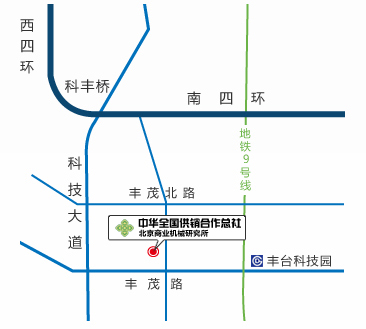 西四环
科丰桥
南四环
地铁9号线
科技大道
丰茂北路
中华全国供销合作总社
北京商业机械研究所
丰台科技园
丰茂路